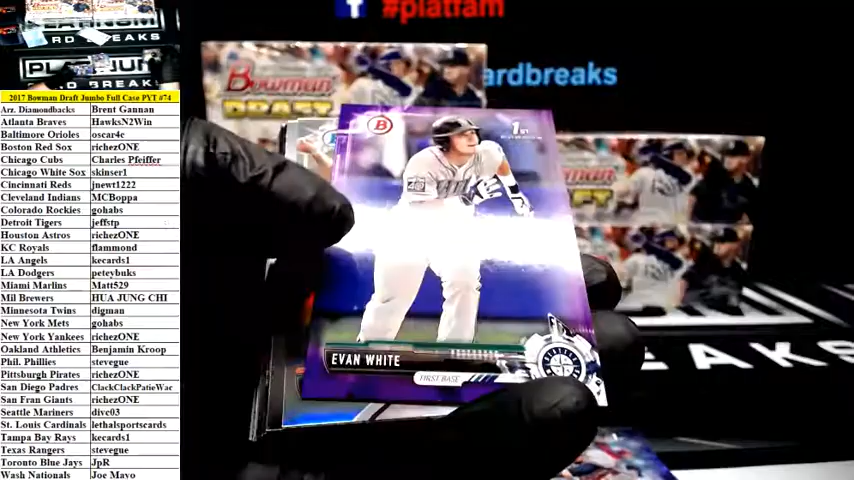 #platfam
ardbreaks
ARD BREAKS
PLATINUM
RD BREAKS
Bowman
DRAFT
1st
EVAN WHITE
FIRST BASE
EAKS
2017 Bowman Draft Jumbo Full Case PYT #74
Arz. Diamondbacks Brent Gannan
Atlanta Braves HawksN2Win
Baltimore Orioles oscar4c
Boston Red Sox richezONE
Chicago Cubs Charles Pfeiffer
Chicago White Sox skinser1
Cincinnati Reds jnewt1222
Cleveland Indians MCBoppa
Colorado Rockies gohabs
Detroit Tigers jeffstp
Houston Astros richezONE
KC Royals flammond
LA Angels kecards1
LA Dodgers peteybuks
Miami Marlins Matt529
Mil Brewers HUA JUNG CHI
Minnesota Twins digman
New York Mets gohabs
New York Yankees richezONE
Oakland Athletics Benjamin Kroop
Phil. Phillies stevegue
Pittsburgh Pirates richezONE
San Diego Padres ClackClackPatieWac
San Fran Giants richezONE
Seattle Mariners divc03
St. Louis Cardinals lethalsportscards
Tampa Bay Rays kecards1
Texas Rangers stevegue
Toronto Blue Jays JpR
Wash Nationals Joe Mayo